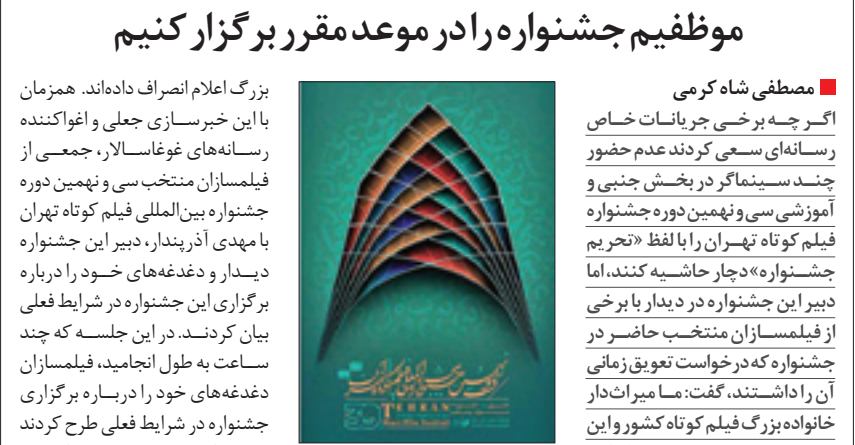 موظفیم جشنواره را در موعد مقرر برگزار کنیم
مصطفی شاه کرمی
اگر چه برخی جریانات خاص
رسانه‌ای سعی کردند عدم حضور
چند سینماگر در بخش جنبی و
آموزشی سی و نهمین دوره جشنواره
فیلم کوتاه تهران را با لفظ «تحریم
جشنواره» دچار حاشیه کنند، اما
دبیر این جشنواره در دیدار با برخی
از فیلمسازان منتخب حاضر در
جشنواره که درخواست تعویق زمانی
آن را داشتند، گفت: ما میراث‌دار
خانواده بزرگ فیلم کوتاه کشور و این
TEHRAN
بزرگ اعلام انصراف داده‌اند. همزمان
با این خبرسازی جعلی و اغواکننده
رسانه‌های غوغاسالار، جمعی از
فیلمسازان منتخب سی و نهمین دوره
جشنواره بین‌المللی فیلم کوتاه تهران
با مهدی آذرپندار، دبیر این جشنواره
دیدار و دغدغه‌های خود را درباره
برگزاری این جشنواره در شرایط فعلی
بیان کردند. در این جلسه که چند
ساعت به طول انجامید، فیلمسازان
دغدغه‌های خود را درباره برگزاری
جشنواره در شرایط فعلی طرح کردند